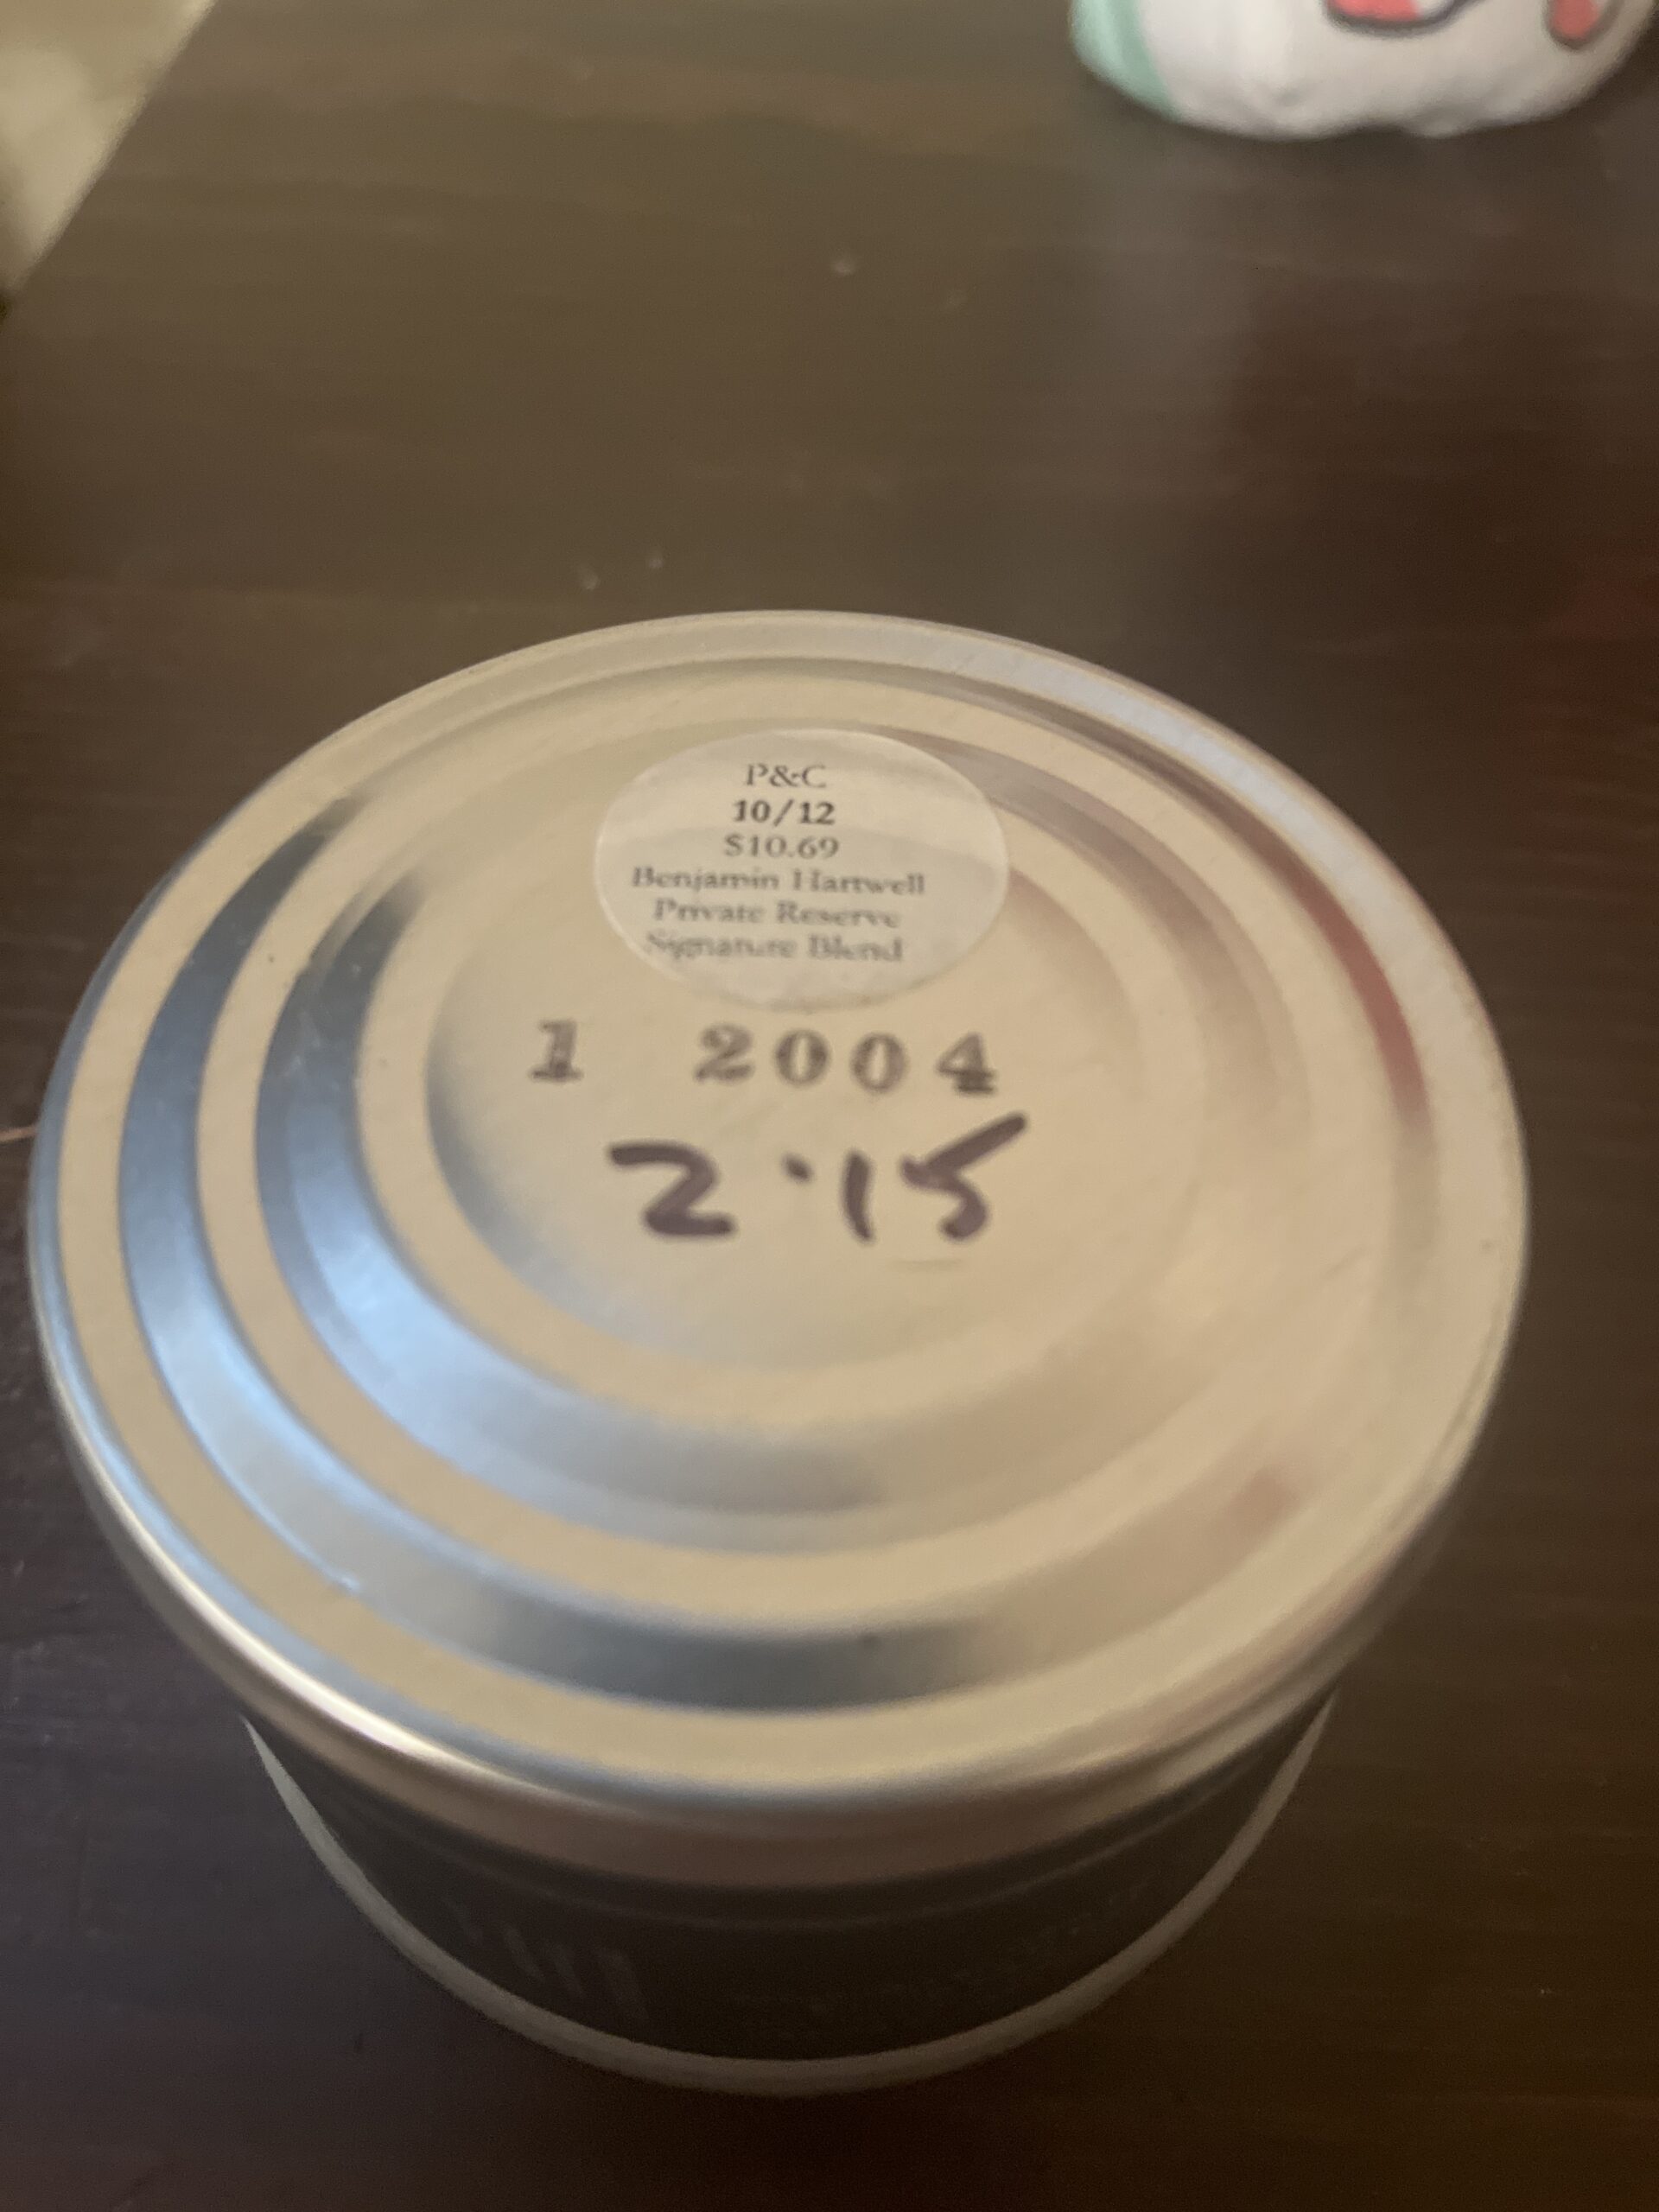 P&C
10/12
$10.69
Benjamin Hartwell
Private Reserve
Signature Blend
1 2004
2·15